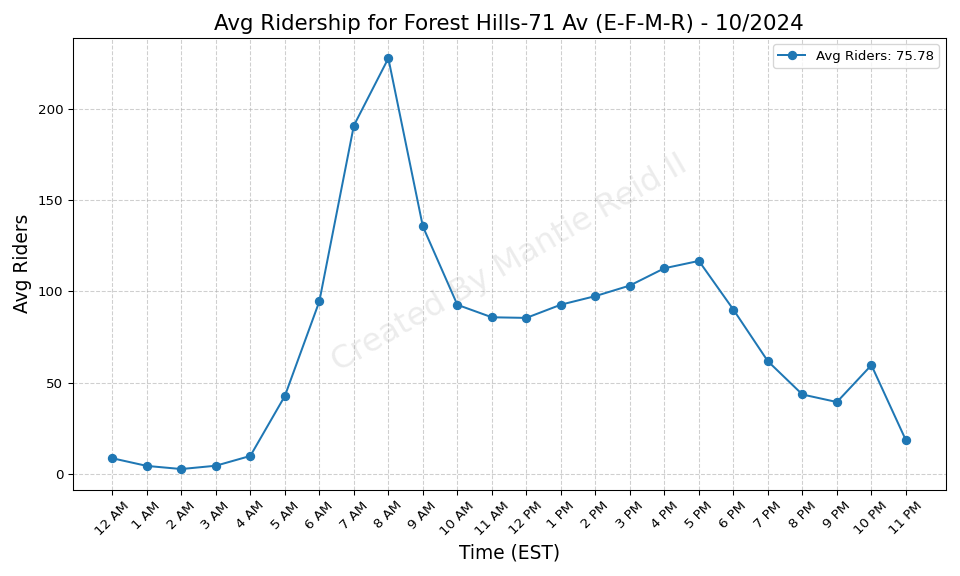 Avg Ridership for Forest Hills-71 Av (E-F-M-R) - 10/2024
Avg Riders: 75.78
Avg Riders
200
150
100
50
0
Created By Mantie Reid II
12 AM
1 AM
2 AM
3 AM
4 AM
5 AM
6 AM
7 AM
8 AM
9 AM
10 AM
11 AM
12 PM
1 PM
2 PM
3 PM
4 PM
5 PM
6 PM
7 PM
8 PM
9 PM
10 PM
11 PM
Time (EST)